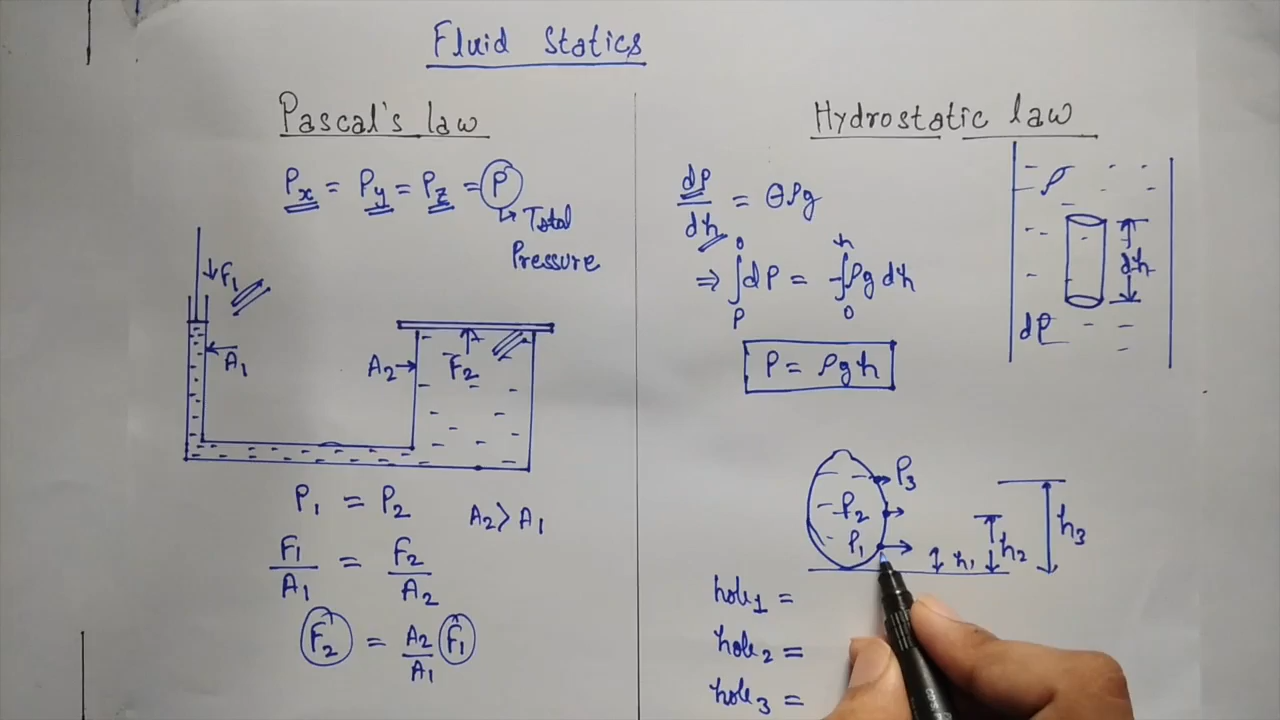 Fluid Statics
Pascal's law
Px = Py = Pz = P
↳ Total
Pressure
↓F1
A1
A2→
F2
P1 = P2
A2 > A1
F1/A1 = F2/A2
F2 = A2/A1 F1
Hydrostatic law
dP/dh = ⊖ρg
⇒ ∫P0 dP = -∫0h ρg dh
P = ρgh
ρ
dh
dP
P3
P2
P1
h1
h2
h3
hole1 =
hole2 =
hole3 =